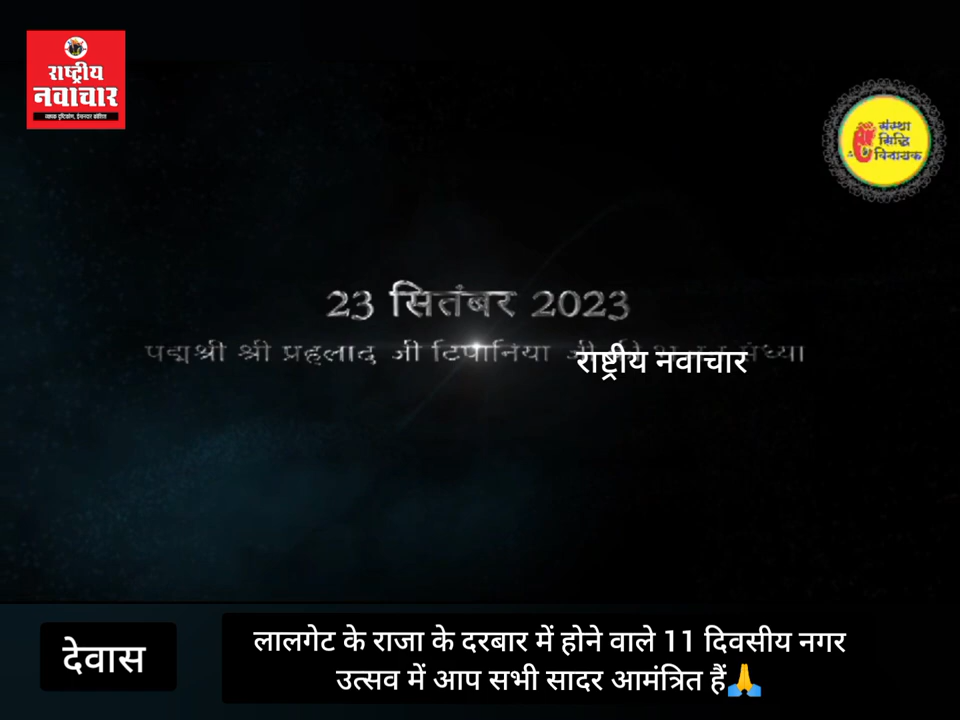 राष्ट्रीय
नवाचार
संस्था
सिद्धि
विनायक
23 सितंबर 2023
पद्मश्री श्री प्रहलाद जी टिपानिया जी की संध्या
राष्ट्रीय नवाचार
देवास
लालगेट के राजा के दरबार में होने वाले 11 दिवसीय नगर
उत्सव में आप सभी सादर आमंत्रित हैं🙏